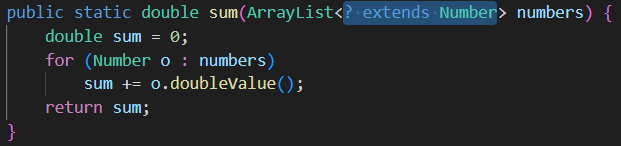 public static double sum(ArrayList<? extends Number> numbers) {
    double sum = 0;
    for (Number o : numbers)
        sum += o.doubleValue();
    return sum;
}